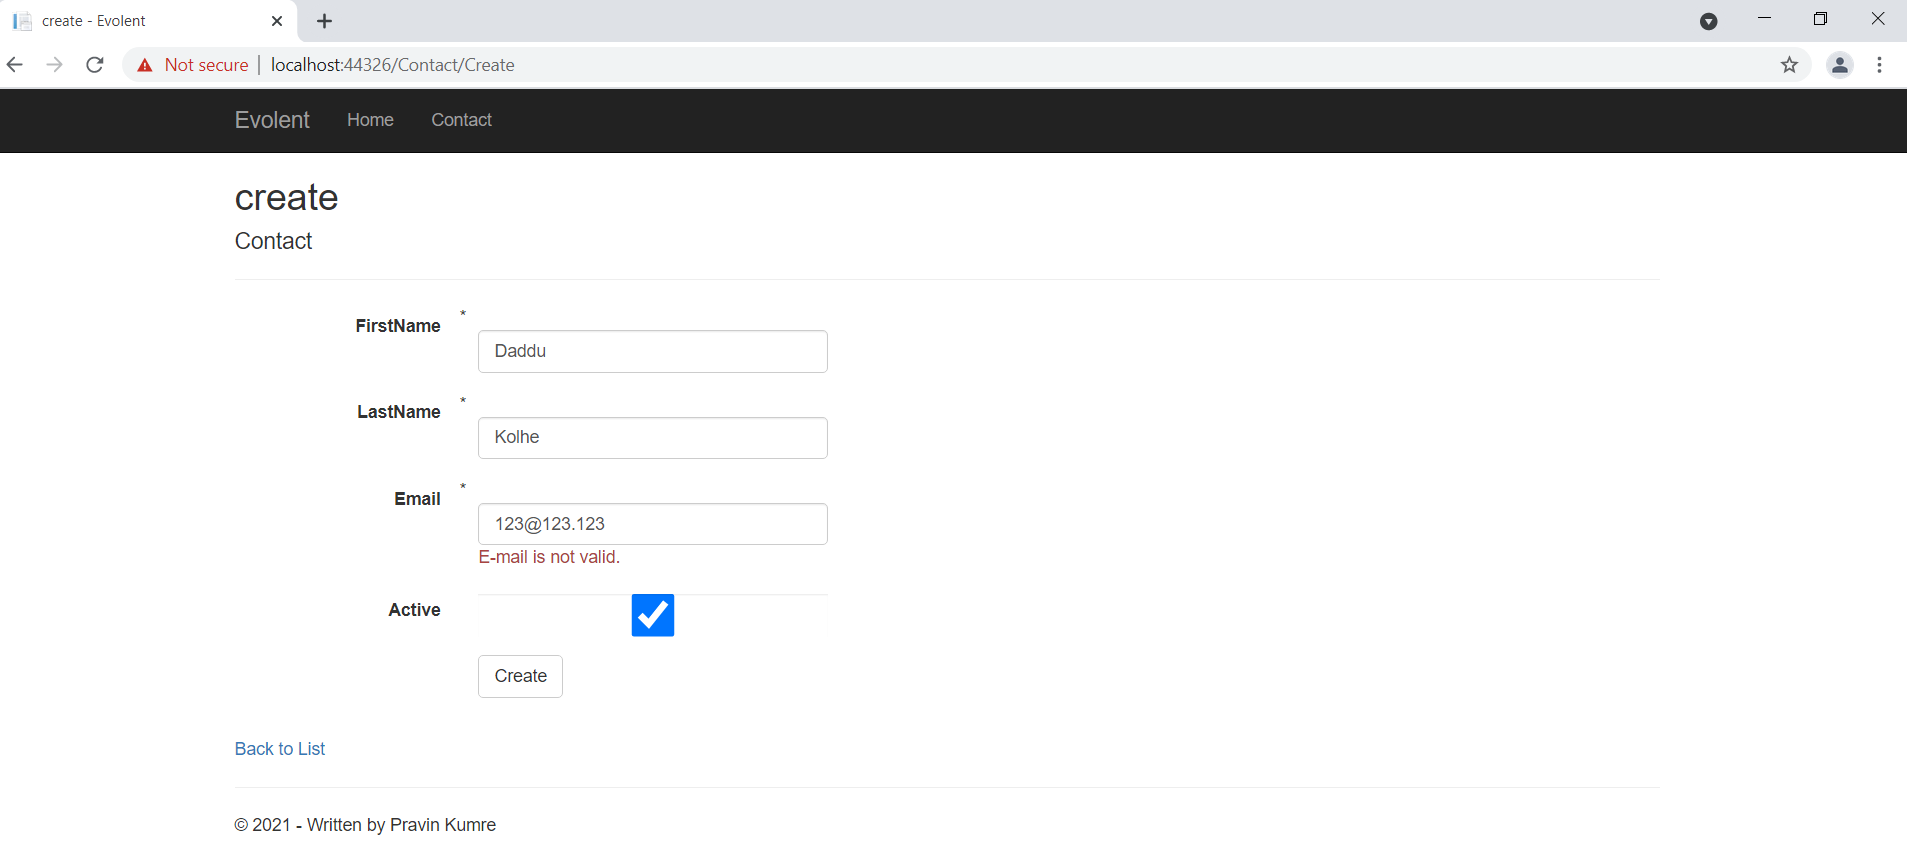 create - Evolent
Not secure | localhost:44326/Contact/Create
Evolent Home Contact
create
Contact
FirstName *
Daddu
LastName *
Kolhe
Email *
123@123.123
E-mail is not valid.
Active
Create
Back to List
© 2021 - Written by Pravin Kumre